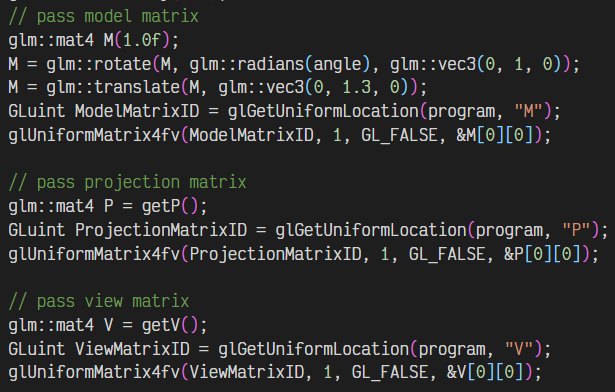 // pass model matrix
glm::mat4 M(1.0f);
M = glm::rotate(M, glm::radians(angle), glm::vec3(0, 1, 0));
M = glm::translate(M, glm::vec3(0, 1.3, 0));
GLuint ModelMatrixID = glGetUniformLocation(program, "M");
glUniformMatrix4fv(ModelMatrixID, 1, GL_FALSE, &M[0][0]);
// pass projection matrix
glm::mat4 P = getP();
GLuint ProjectionMatrixID = glGetUniformLocation(program, "P");
glUniformMatrix4fv(ProjectionMatrixID, 1, GL_FALSE, &P[0][0]);
// pass view matrix
glm::mat4 V = getV();
GLuint ViewMatrixID = glGetUniformLocation(program, "V");
glUniformMatrix4fv(ViewMatrixID, 1, GL_FALSE, &V[0][0]);